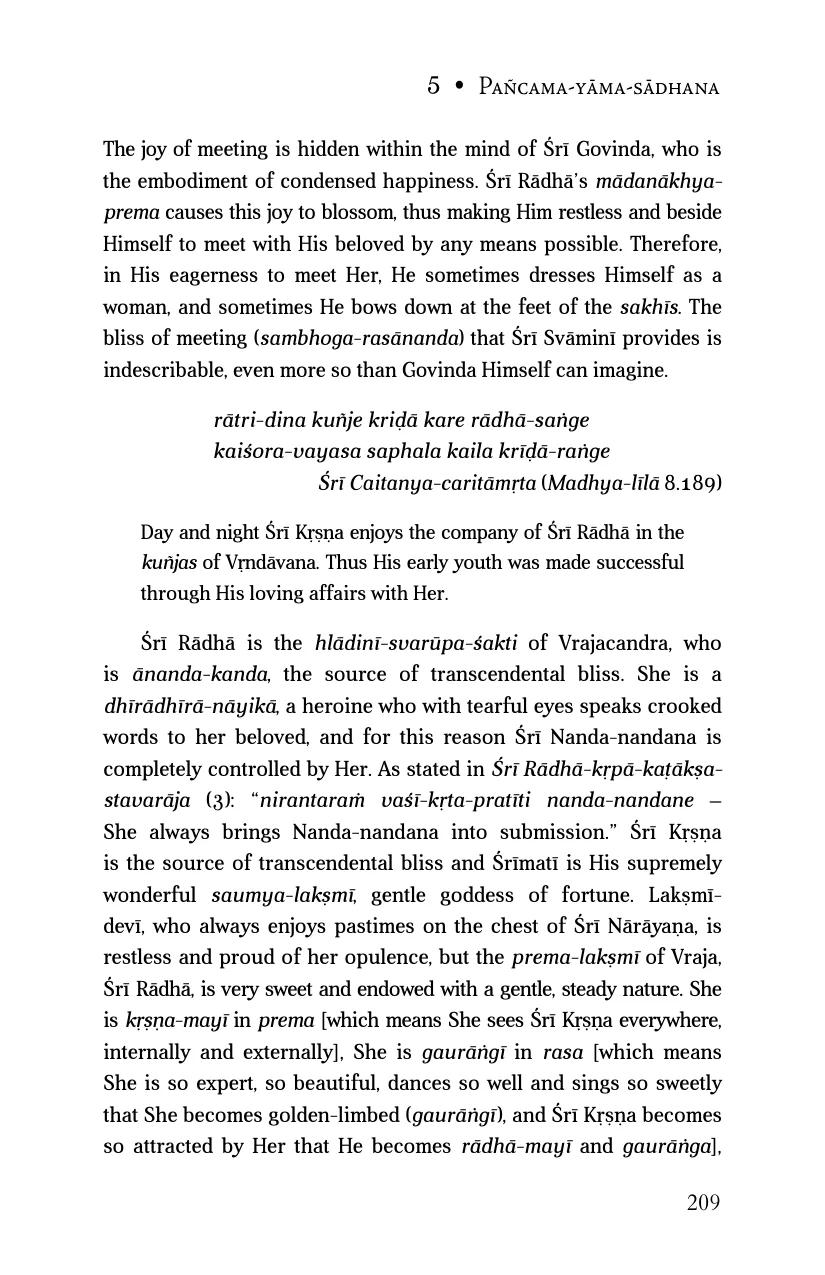 5 • Pañcama-yāma-sādhana
The joy of meeting is hidden within the mind of Śrī Govinda, who is
the embodiment of condensed happiness. Śrī Rādhā’s mādanākhya-
prema causes this joy to blossom, thus making Him restless and beside
Himself to meet with His beloved by any means possible. Therefore,
in His eagerness to meet Her, He sometimes dresses Himself as a
woman, and sometimes He bows down at the feet of the sakhīs. The
bliss of meeting (sambhoga-rasānanda) that Śrī Svāminī provides is
indescribable, even more so than Govinda Himself can imagine.
rātri-dina kuñje kriḍā kare rādhā-saṅge
kaiśora-vayasa saphala kaila krīḍā-raṅge
Śrī Caitanya-caritāmṛta (Madhya-līlā 8.189)
Day and night Śrī Kṛṣṇa enjoys the company of Śrī Rādhā in the
kuñjas of Vṛndāvana. Thus His early youth was made successful
through His loving affairs with Her.
Śrī Rādhā is the hlādinī-svarūpa-śakti of Vrajacandra, who
is ānanda-kanda, the source of transcendental bliss. She is a
dhīrādhīrā-nāyikā, a heroine who with tearful eyes speaks crooked
words to her beloved, and for this reason Śrī Nanda-nandana is
completely controlled by Her. As stated in Śrī Rādhā-kṛpā-kaṭākṣa-
stavarāja (3): “nirantaraṁ vaśī-kṛta-pratīti nanda-nandane –
She always brings Nanda-nandana into submission.” Śrī Kṛṣṇa
is the source of transcendental bliss and Śrīmatī is His supremely
wonderful saumya-lakṣmī, gentle goddess of fortune. Lakṣmī-
devī, who always enjoys pastimes on the chest of Śrī Nārāyaṇa, is
restless and proud of her opulence, but the prema-lakṣmī of Vraja,
Śrī Rādhā, is very sweet and endowed with a gentle, steady nature. She
is kṛṣṇa-mayī in prema [which means She sees Śrī Kṛṣṇa everywhere,
internally and externally], She is gaurāṅgī in rasa [which means
She is so expert, so beautiful, dances so well and sings so sweetly
that She becomes golden-limbed (gaurāṅgī), and Śrī Kṛṣṇa becomes
so attracted by Her that He becomes rādhā-mayī and gaurāṅga],
209